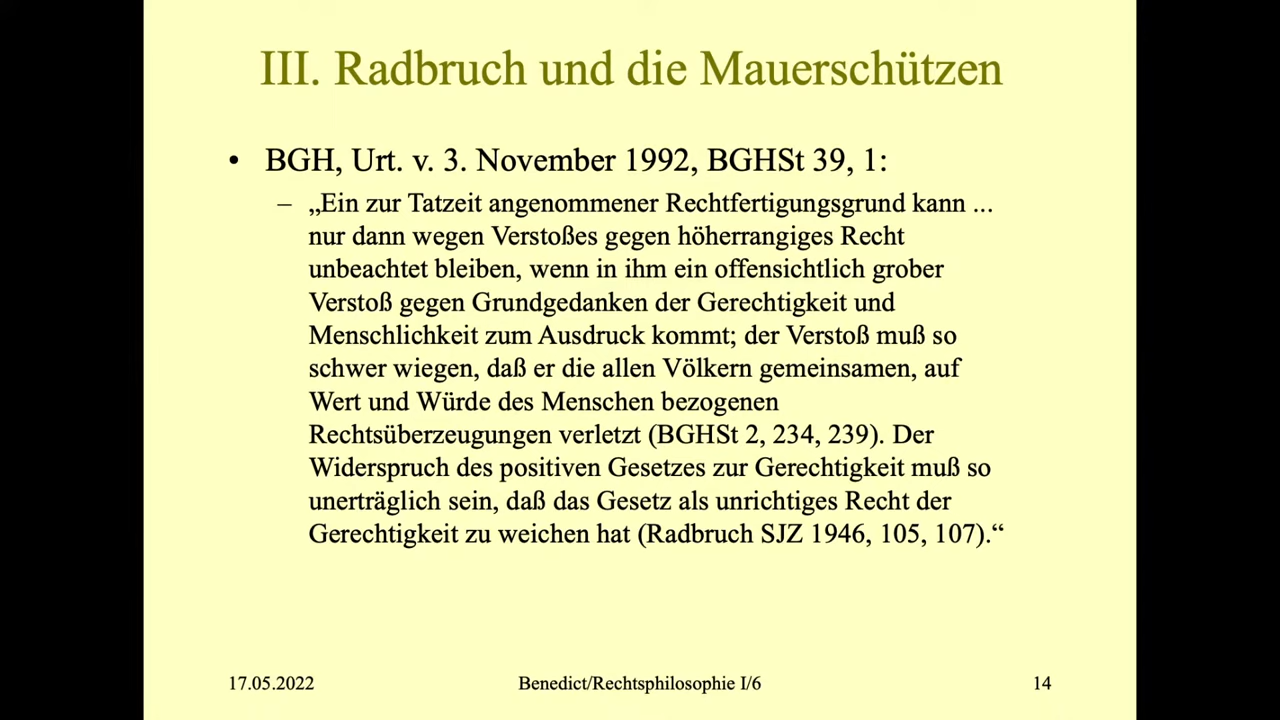 III. Radbruch und die Mauerschützen
• BGH, Urt. v. 3. November 1992, BGHSt 39, 1:
– „Ein zur Tatzeit angenommener Rechtfertigungsgrund kann ...
nur dann wegen Verstoßes gegen höherrangiges Recht
unbeachtet bleiben, wenn in ihm ein offensichtlich grober
Verstoß gegen Grundgedanken der Gerechtigkeit und
Menschlichkeit zum Ausdruck kommt; der Verstoß muß so
schwer wiegen, daß er die allen Völkern gemeinsamen, auf
Wert und Würde des Menschen bezogenen
Rechtsüberzeugungen verletzt (BGHSt 2, 234, 239). Der
Widerspruch des positiven Gesetzes zur Gerechtigkeit muß so
unerträglich sein, daß das Gesetz als unrichtiges Recht der
Gerechtigkeit zu weichen hat (Radbruch SJZ 1946, 105, 107).“
17.05.2022
Benedict/Rechtsphilosophie I/6
14